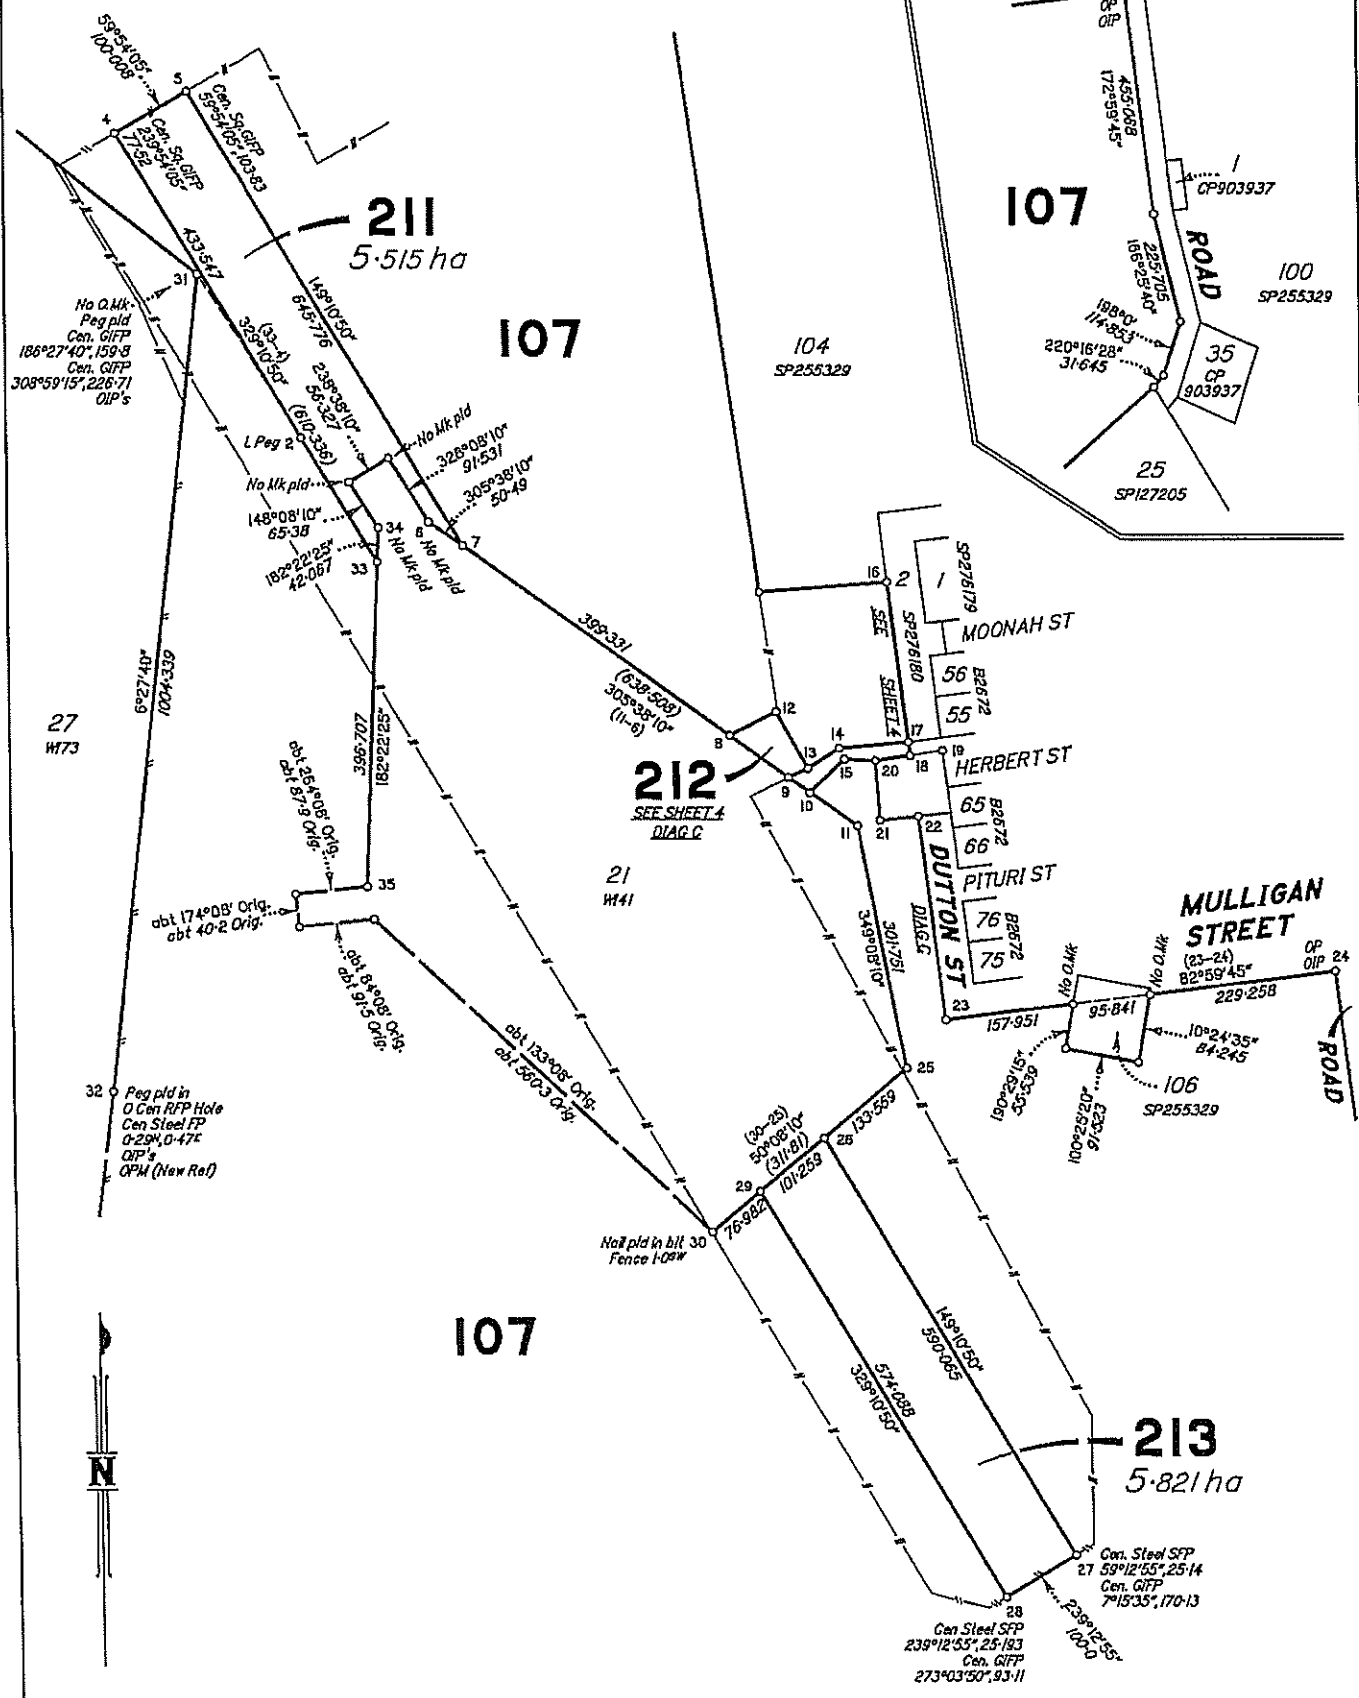 59°54'05"
100·008
5
4
Cen. Sq.GIFP
59°54'05",103·83
Cen. Sq.GIFP
239°54'05"
77·52
211
5·515 ha
433·547
31
No O.Mk
Peg pld
Cen. GIFP
186°27'40",159·8
Cen. GIFP
308°59'15",226·71
OIP's
149°10'50"
645·776
107
(33-4)
329°10'50"
(610·336)
238°38'10"
56·327
L Peg 2
No Mk pld
No Mk pld
328°08'10"
91·531
305°38'10"
50·49
148°08'10"
65·38
34
No Mk pld
6
No Mk pld
7
182°22'25"
42·067
33
104
SP255329
OP
OIP
455·088
172°59'45"
1
CP903937
107
ROAD
225·705
166°25'40"
100
SP255329
198°0'
114·853
220°16'28"
31·645
35
CP
903937
25
SP127205
16
2
1
SP276179
SEE
SP276180
SHEET 4
MOONAH ST
56
55
B2672
399·331
(638·508)
305°38'10"
(11-6)
12
8
14
17
13
15
20
18
19
9
10
11
21
22
HERBERT ST
65
66
B2672
212
SEE SHEET 4
DIAG C
6°27'40"
1004·339
27
W173
396·707
182°22'25"
abt 264°08' Orig.
abt 87·9 Orig.
35
abt 174°08' Orig.
abt 40·2 Orig.
abt 84°08' Orig.
abt 91·5 Orig.
21
W141
DUTTON ST
DIAG C
PITURI ST
76
75
B2672
MULLIGAN
STREET
(23-24)
82°59'45"
OP
OIP
24
No O.Mk
No O.Mk
301·751
349°08'10"
23
157·951
95·841
229·258
ROAD
10°24'35"
84·245
190°29'15"
55·539
100°25'20"
91·523
106
SP255329
abt 133°08' Orig.
abt 560·3 Orig.
25
32
Peg pld in
O Cen RFP Hole
Cen Steel FP
0·29N,0·47E
OIP's
OPM (New Ref)
133·569
26
(30-25)
50°08'10"
(311·81)
101·259
29
76·982
Nail pld in blt 30
Fence 1·0SW
107
149°10'50"
590·065
574·088
329°10'50"
213
5·821 ha
N
27
Cen. Steel SFP
59°12'55",25·14
Cen. GIFP
7°15'35",170·13
28
239°12'55"
100·0
Cen Steel SFP
239°12'55",25·193
Cen. GIFP
273°03'50",93·11